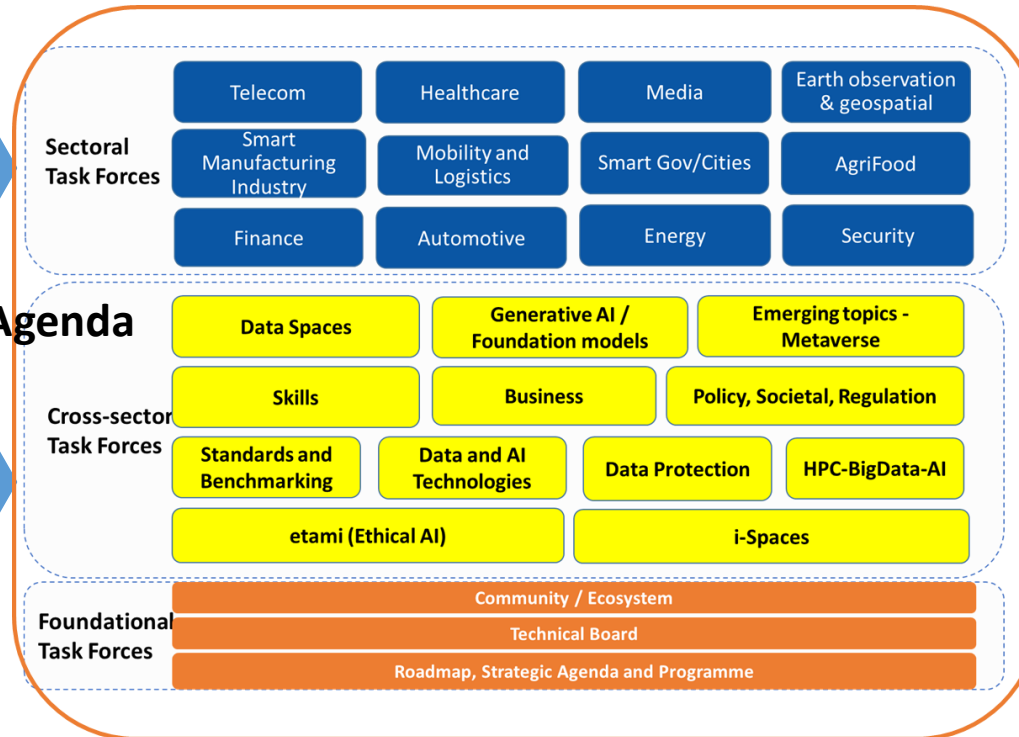 Telecom
Healthcare
Media
Earth observation
& geospatial
Sectoral
Task Forces
Smart
Manufacturing
Industry
Mobility and
Logistics
Smart Gov/Cities
AgriFood
Finance
Automotive
Energy
Security
Agenda
Data Spaces
Generative AI /
Foundation models
Emerging topics -
Metaverse
Skills
Business
Policy, Societal, Regulation
Cross-sector
Task Forces
Standards and
Benchmarking
Data and AI
Technologies
Data Protection
HPC-BigData-AI
etami (Ethical AI)
i-Spaces
Foundational
Task Forces
Community / Ecosystem
Technical Board
Roadmap, Strategic Agenda and Programme